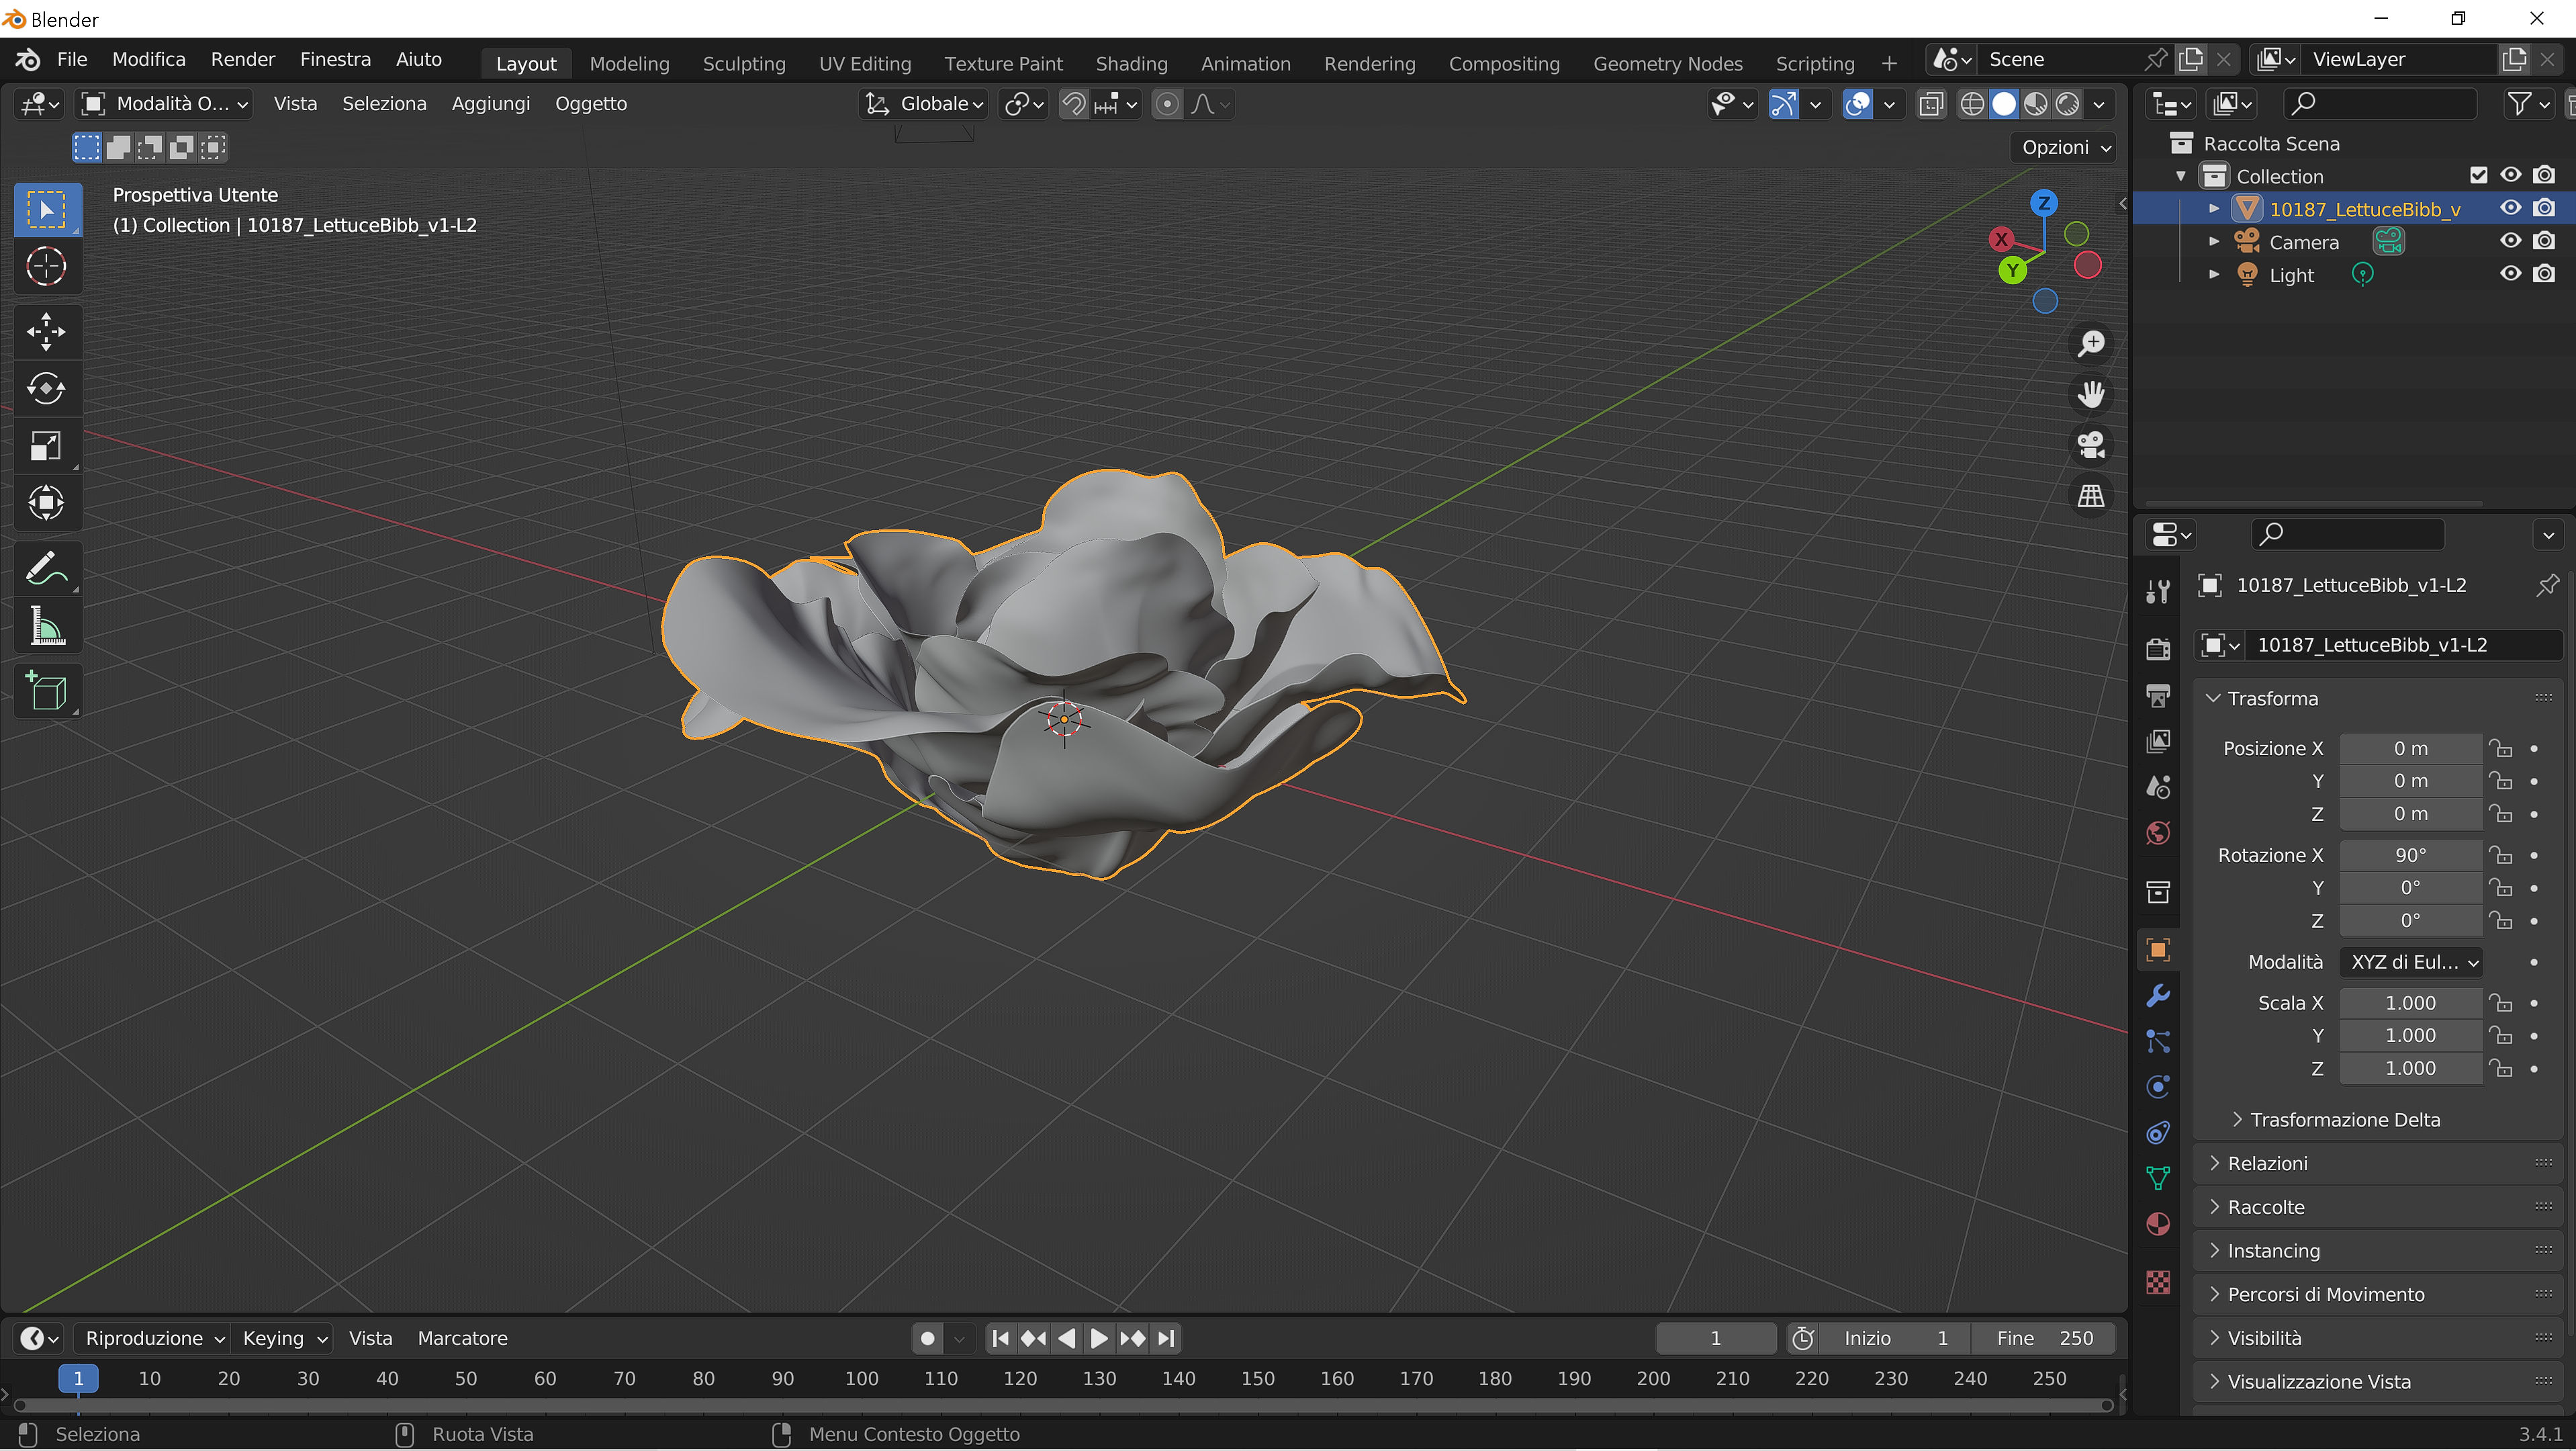 Blender
File Modifica Render Finestra Aiuto Layout Modeling Sculpting UV Editing Texture Paint Shading Animation Rendering Compositing Geometry Nodes Scripting + Scene ViewLayer
Modalità O... Vista Seleziona Aggiungi Oggetto Globale
Opzioni
Prospettiva Utente
(1) Collection | 10187_LettuceBibb_v1-L2
Z
X
Y
Raccolta Scena
Collection
10187_LettuceBibb_v
Camera
Light
10187_LettuceBibb_v1-L2
10187_LettuceBibb_v1-L2
Trasforma
Posizione X 0 m
Y 0 m
Z 0 m
Rotazione X 90°
Y 0°
Z 0°
Modalità XYZ di Eul...
Scala X 1.000
Y 1.000
Z 1.000
Trasformazione Delta
Relazioni
Raccolte
Instancing
Percorsi di Movimento
Visibilità
Visualizzazione Vista
Riproduzione Keying Vista Marcatore 1 Inizio 1 Fine 250
1 10 20 30 40 50 60 70 80 90 100 110 120 130 140 150 160 170 180 190 200 210 220 230 240 250
Seleziona Ruota Vista Menu Contesto Oggetto 3.4.1